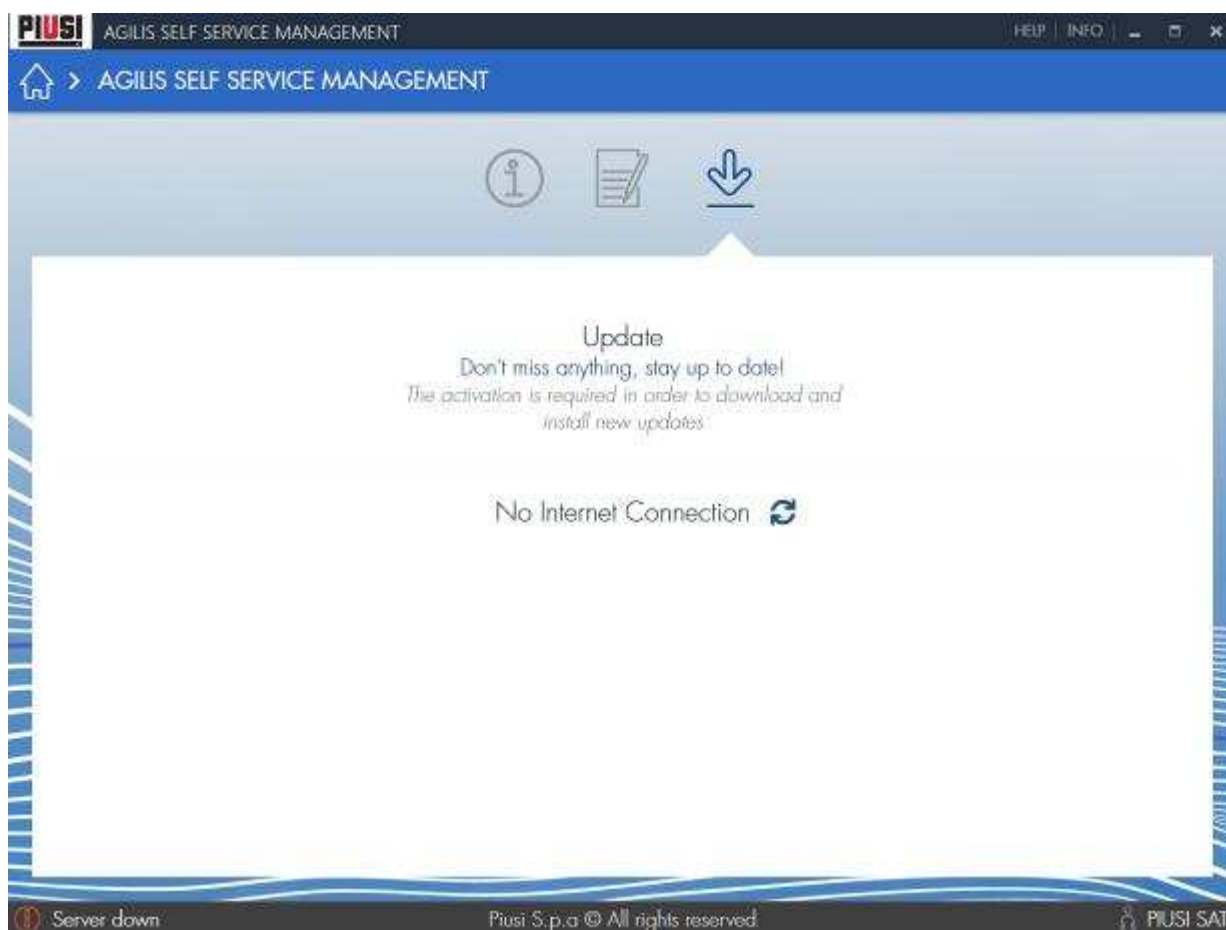 PIUSI AGILIS SELF SERVICE MANAGEMENT HELP | INFO |
> AGILIS SELF SERVICE MANAGEMENT
Update
Don't miss anything, stay up to date!
The activation is required in order to download and
install new updates
No Internet Connection
Server down Piusi S.p.a © All rights reserved PIUSI SAT